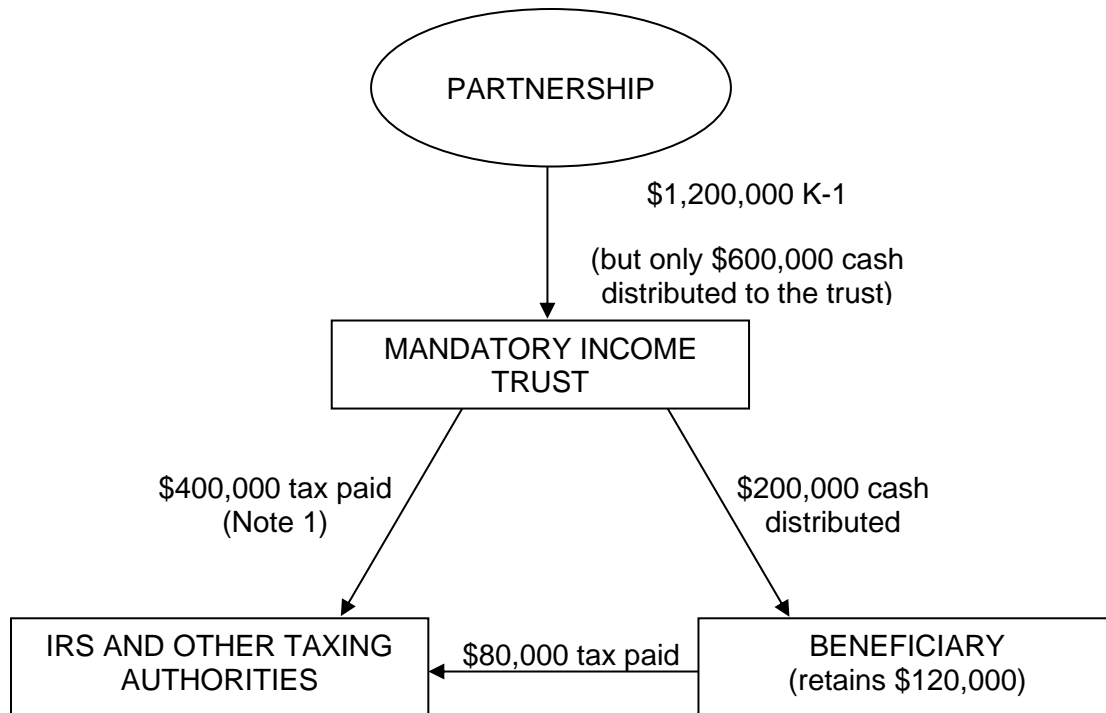 PARTNERSHIP
$1,200,000 K-1
(but only $600,000 cash
distributed to the trust)
MANDATORY INCOME
TRUST
$400,000 tax paid
(Note 1)
$200,000 cash
distributed
IRS AND OTHER TAXING
AUTHORITIES
$80,000 tax paid
BENEFICIARY
(retains $120,000)